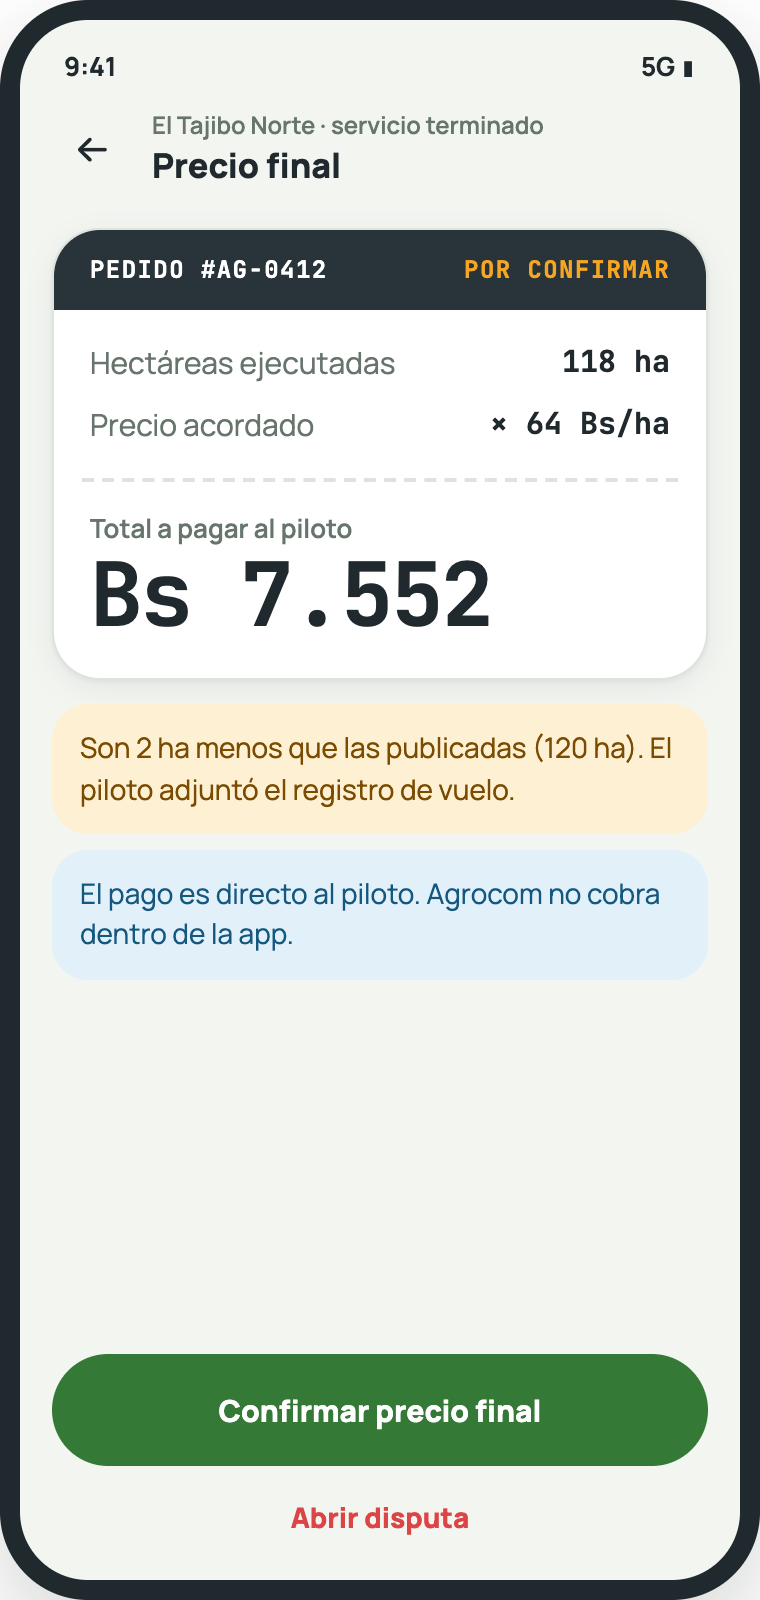 9:41
5G
El Tajibo Norte · servicio terminado
Precio final
PEDIDO #AG-0412
POR CONFIRMAR
Hectáreas ejecutadas
118 ha
Precio acordado
× 64 Bs/ha
Total a pagar al piloto
Bs 7.552
Son 2 ha menos que las publicadas (120 ha). El
piloto adjuntó el registro de vuelo.
El pago es directo al piloto. Agrocom no cobra
dentro de la app.
Confirmar precio final
Abrir disputa